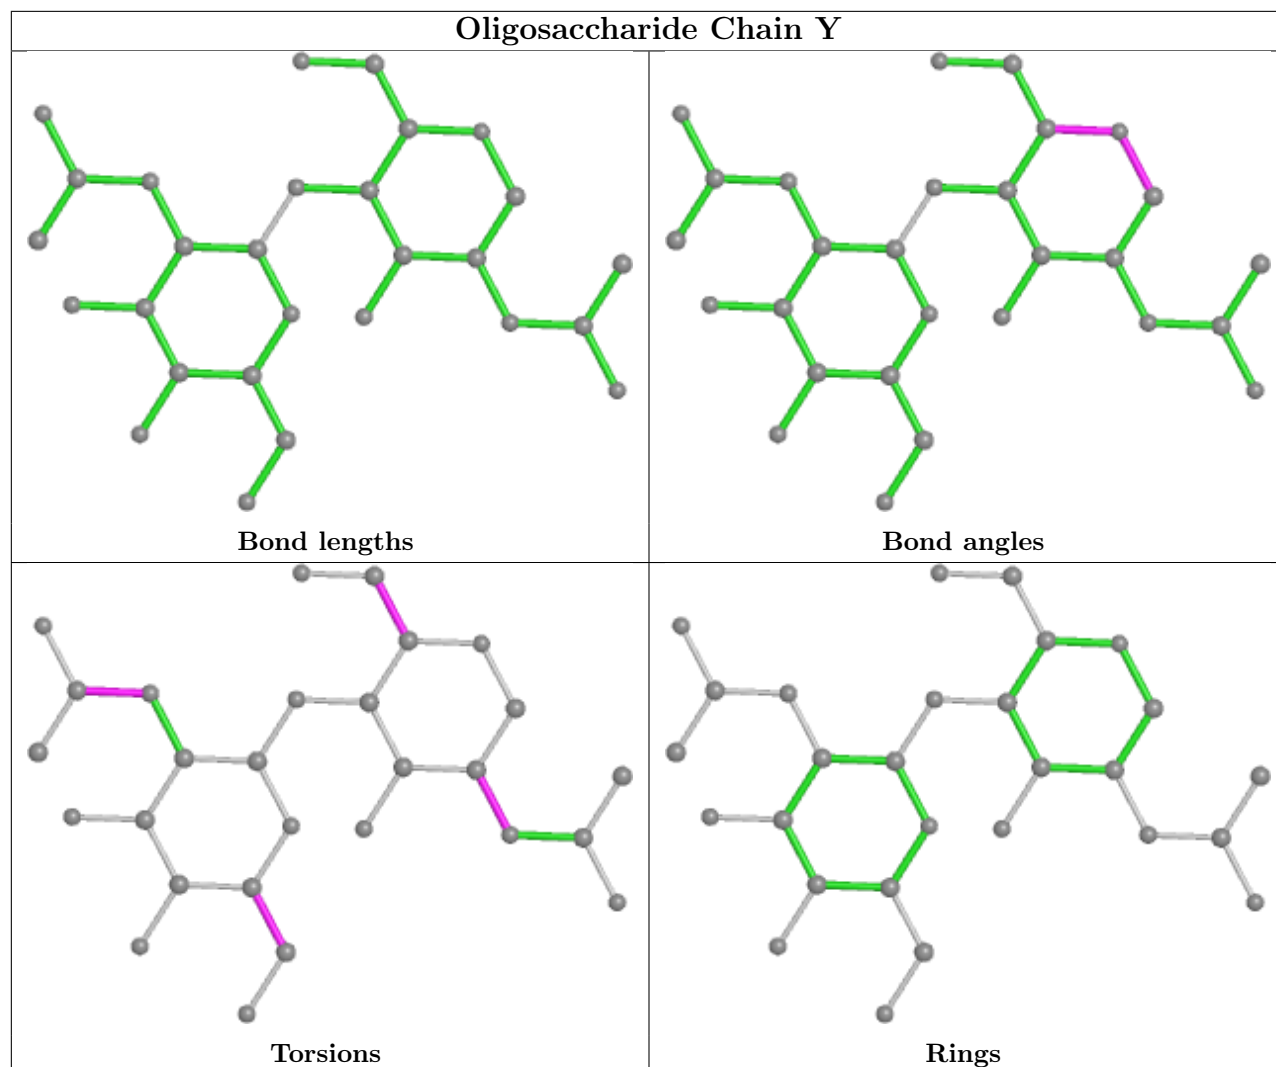 Oligosaccharide Chain Y
Bond lengths
Bond angles
Torsions
Rings